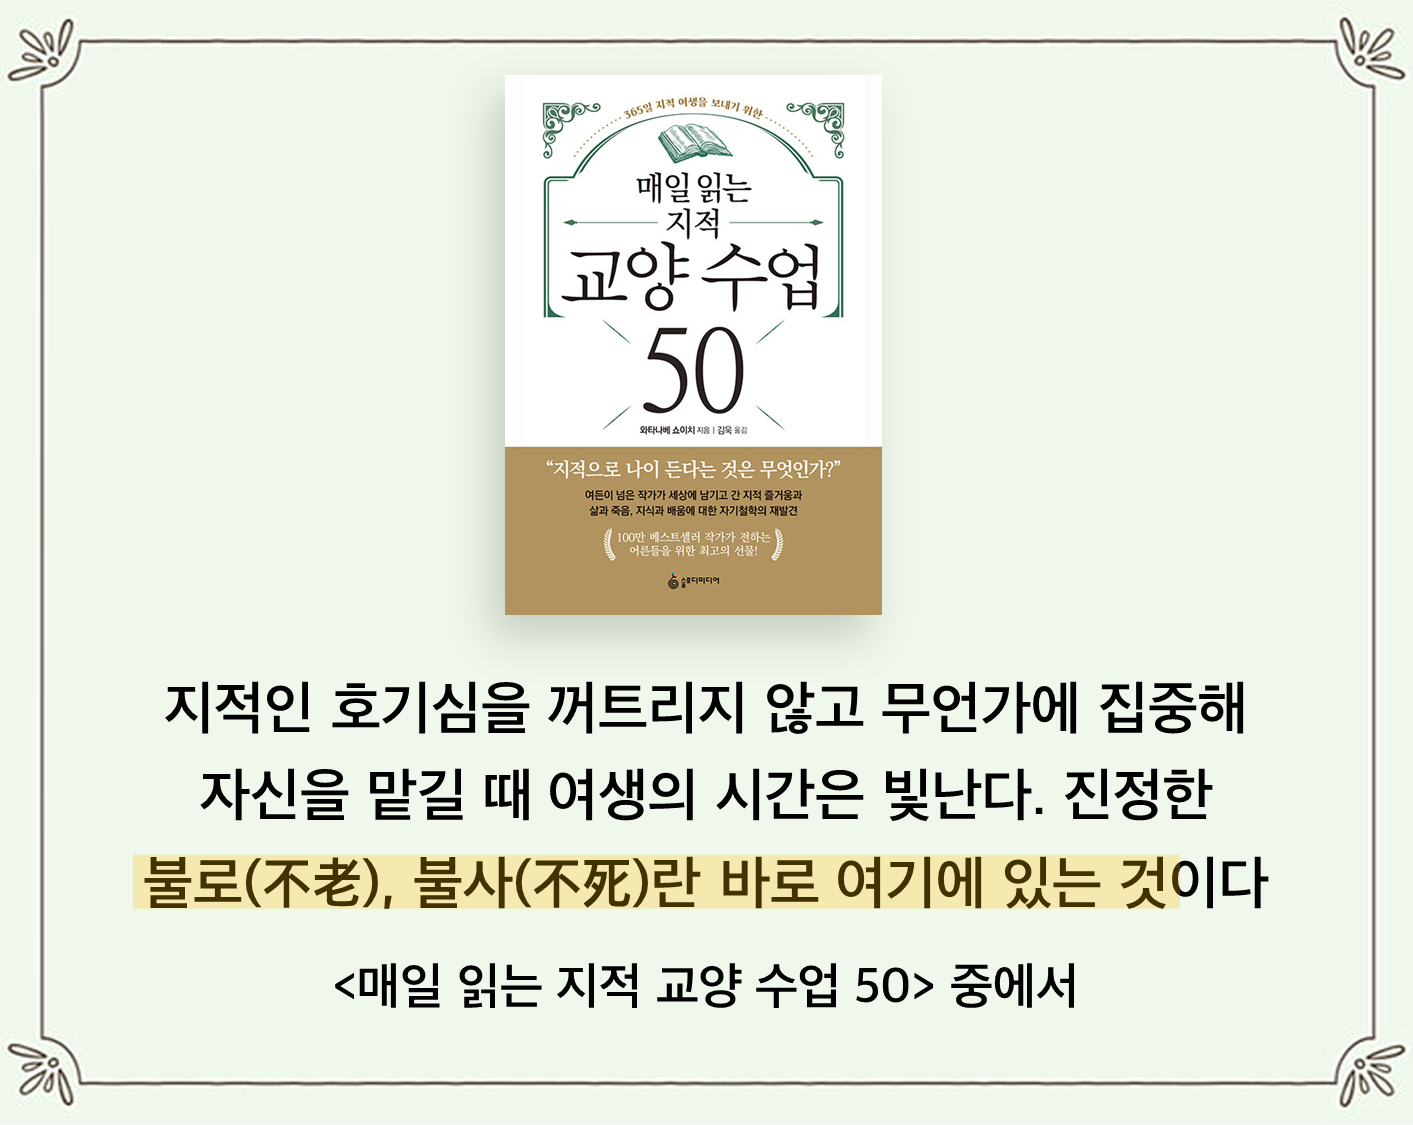 365일 지적 여생을 보내기 위한
매일 읽는
지적
교양 수업
50
와타나베 쇼이치 지음 | 김욱 옮김
“지적으로 나이 든다는 것은 무엇인가?”
여든이 넘은 작가가 세상에 남기고 간 지적 즐거움과
삶과 죽음, 지식과 배움에 대한 자기철학의 재발견
100만 베스트셀러 작가가 전하는
어른들을 위한 최고의 선물!
슬로디미디어
지적인 호기심을 꺼트리지 않고 무언가에 집중해
자신을 맡길 때 여생의 시간은 빛난다. 진정한
불로(不老), 불사(不死)란 바로 여기에 있는 것이다
<매일 읽는 지적 교양 수업 50> 중에서